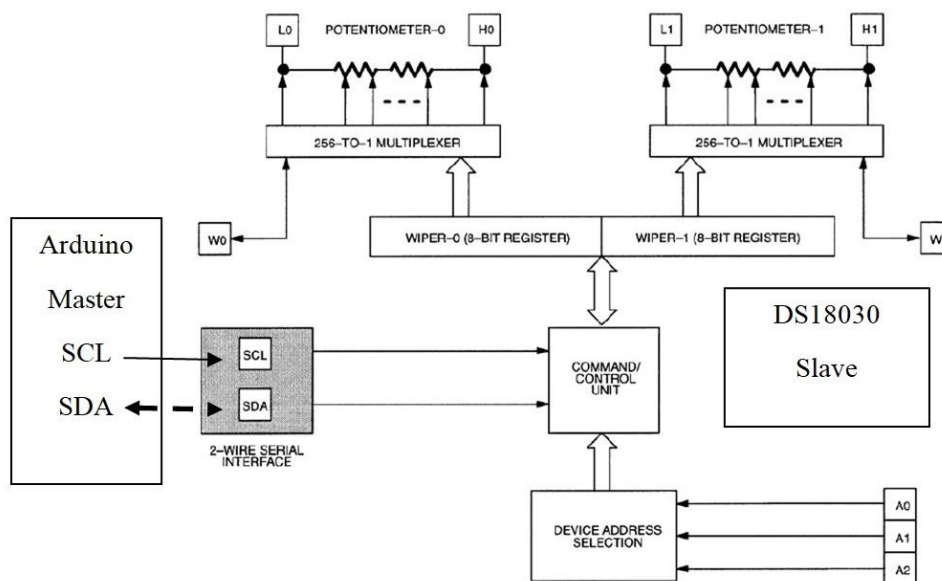 L0
POTENTIOMETER-0
H0
L1
POTENTIOMETER-1
H1
256-TO-1 MULTIPLEXER
256-TO-1 MULTIPLEXER
W0
WIPER-0 (8-BIT REGISTER)
WIPER-1 (8-BIT REGISTER)
W
Arduino
Master
SCL
SDA
SCL
SDA
2-WIRE SERIAL
INTERFACE
COMMAND/
CONTROL
UNIT
DS18030
Slave
DEVICE ADDRESS
SELECTION
A0
A1
A2